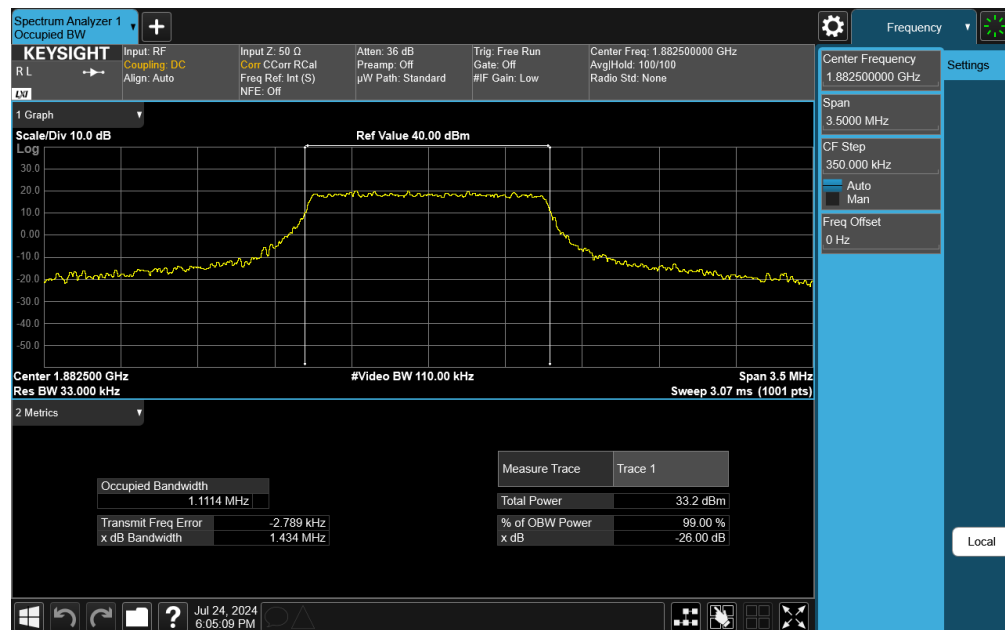 Spectrum Analyzer 1
Occupied BW
Frequency
KEYSIGHT
R L
LXI
Input: RF
Coupling: DC
Align: Auto
Input Z: 50 Ω
Corr CCorr RCal
Freq Ref: Int (S)
NFE: Off
Atten: 36 dB
Preamp: Off
µW Path: Standard
Trig: Free Run
Gate: Off
#IF Gain: Low
Center Freq: 1.882500000 GHz
Avg|Hold: 100/100
Radio Std: None
Center Frequency
1.882500000 GHz
Settings
Span
3.5000 MHz
CF Step
350.000 kHz
Auto
Man
Freq Offset
0 Hz
Local
1 Graph
Scale/Div 10.0 dB
Ref Value 40.00 dBm
Log
30.0
20.0
10.0
0.00
-10.0
-20.0
-30.0
-40.0
-50.0
Center 1.882500 GHz
#Video BW 110.00 kHz
Span 3.5 MHz
Res BW 33.000 kHz
Sweep 3.07 ms (1001 pts)
2 Metrics
Occupied Bandwidth
1.1114 MHz
Transmit Freq Error -2.789 kHz
x dB Bandwidth 1.434 MHz
Measure Trace Trace 1
Total Power 33.2 dBm
% of OBW Power 99.00 %
x dB -26.00 dB
?
Jul 24, 2024
6:05:09 PM